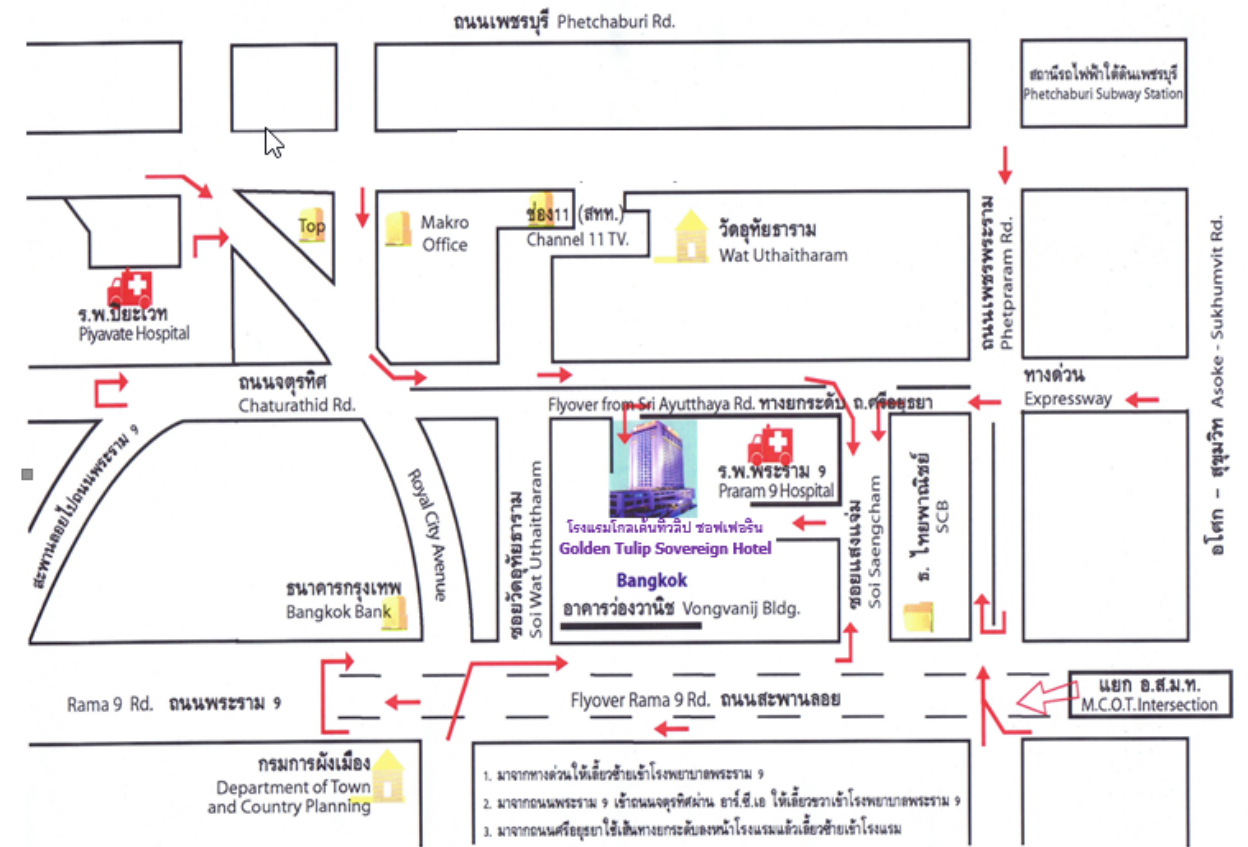 ถนนเพชรบุรี Phetchaburi Rd.
สถานีรถไฟฟ้าใต้ดินเพชรบุรี
Phetchaburi Subway Station
Top
Makro
Office
ช่อง11 (สทท.)
Channel 11 TV.
วัดอุทัยธาราม
Wat Uthaitharam
ถนนเพชรพระราม
Phetpraram Rd.
อโศก - สุขุมวิท Asoke - Sukhumvit Rd.
ร.พ.ปิยะเวท
Piyavate Hospital
ถนนจตุรทิศ
Chaturathid Rd.
ทางด่วน
Expressway
Flyover from Sri Ayutthaya Rd. ทางยกระดับ ถ.ศรีอยุธยา
สะพานลอยไปถนนพระราม 9
Royal City Avenue
ซอยวัดอุทัยธาราม
Soi Wat Uthaitharam
ร.พ.พระราม 9
Praram 9 Hospital
โรงแรมโกลเด้นทิวลิป ซอฟเฟอริน
Golden Tulip Sovereign Hotel
Bangkok
อาคารว่องวานิช Vongvanij Bldg.
ซอยแสงแจ่ม
Soi Saengcham
ธ. ไทยพาณิชย์
SCB
ธนาคารกรุงเทพ
Bangkok Bank
Rama 9 Rd. ถนนพระราม 9
Flyover Rama 9 Rd. ถนนสะพานลอย
แยก อ.ส.ม.ท.
M.C.O.T. Intersection
กรมการผังเมือง
Department of Town
and Country Planning
1. มาจากทางด่วนให้เลี้ยวซ้ายเข้าโรงพยาบาลพระราม 9
2. มาจากถนนพระราม 9 เข้าถนนจตุรทิศผ่าน อาร์.ซี.เอ ให้เลี้ยวขวาเข้าโรงพยาบาลพระราม 9
3. มาจากถนนศรีอยุธยาใช้เส้นทางยกระดับลงหน้าโรงแรมแล้วเลี้ยวซ้ายเข้าโรงแรม